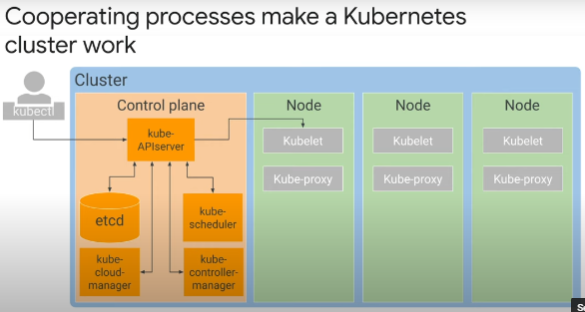 Cooperating processes make a Kubernetes
cluster work
kubectl
Cluster
Control plane
kube-
APIserver
etcd
kube-
scheduler
kube-
cloud-
manager
kube-
controller-
manager
Node
Kubelet
Kube-proxy
Node
Kubelet
Kube-proxy
Node
Kubelet
Kube-proxy